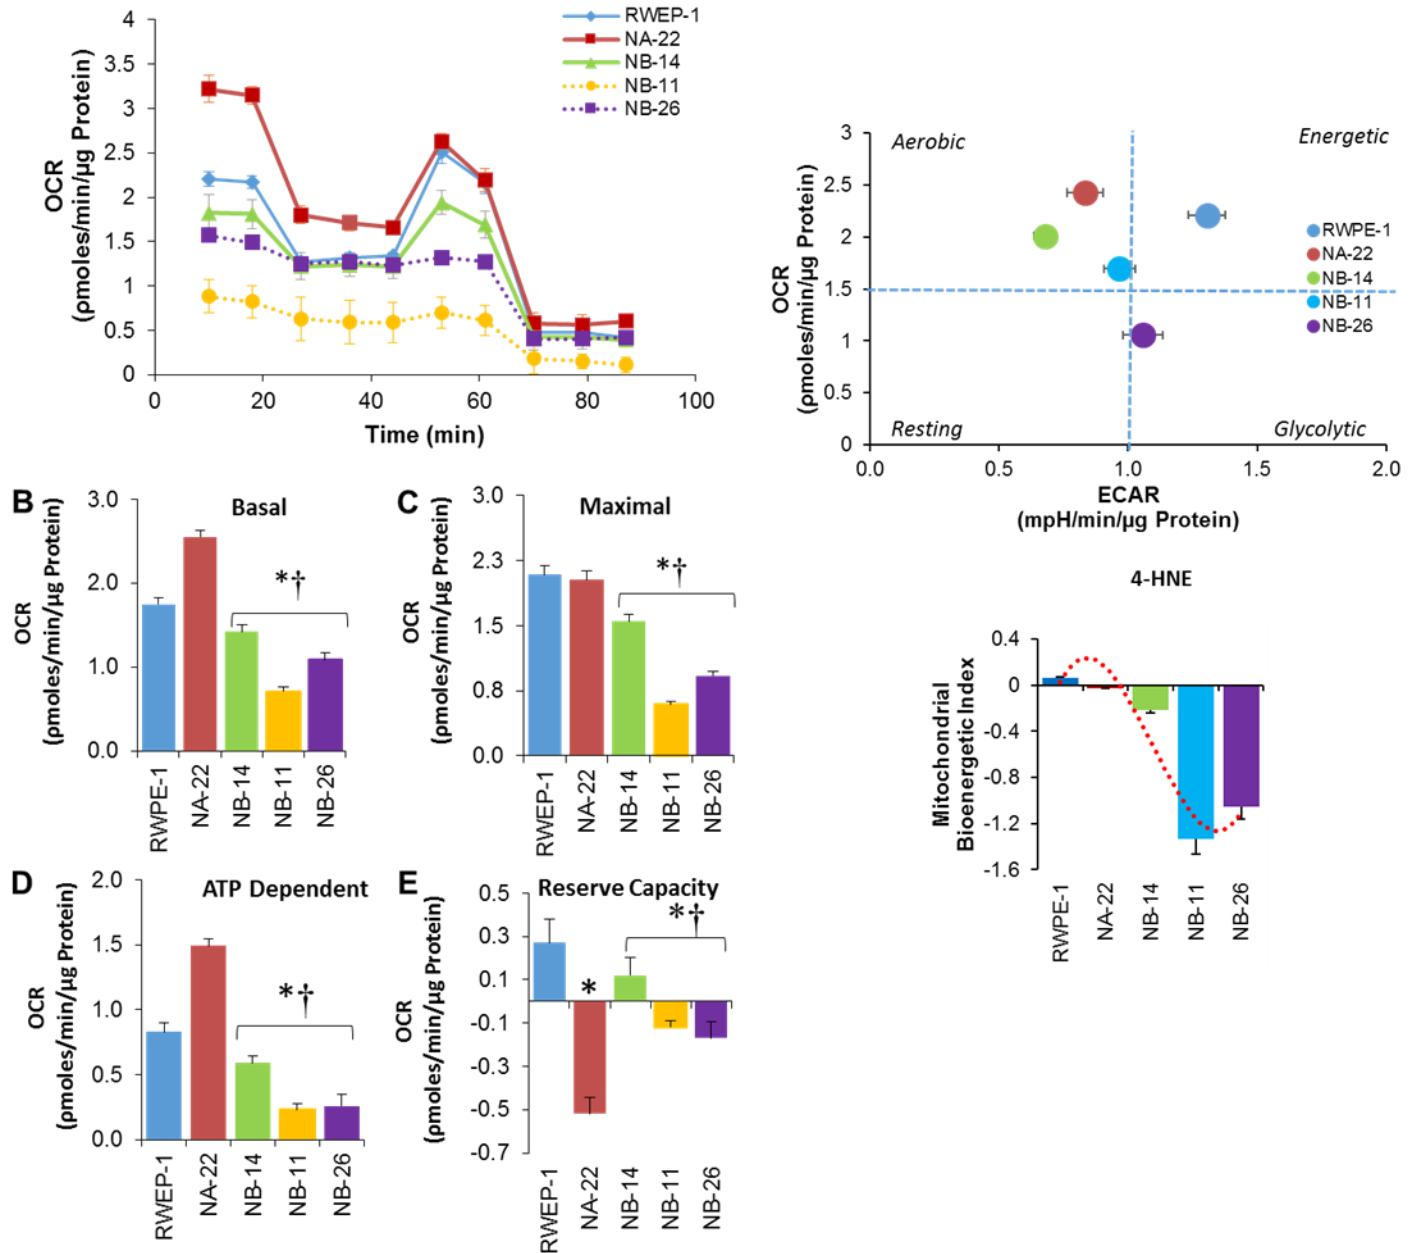 4
3.5
3
2.5
2
1.5
1
0.5
0
OCR
(ρmoles/min/µg Protein)
0 20 40 60 80 100
Time (min)
RWEP-1
NA-22
NB-14
NB-11
NB-26
3
2.5
2
1.5
1
0.5
0
OCR
(ρmoles/min/µg Protein)
Aerobic
Energetic
Resting
Glycolytic
RWPE-1
NA-22
NB-14
NB-11
NB-26
0.0 0.5 1.0 1.5 2.0
ECAR
(mpH/min/µg Protein)
B
Basal
3.0
2.0
1.0
0.0
OCR
(ρmoles/min/µg Protein)
*†
RWPE-1
NA-22
NB-14
NB-11
NB-26
C
Maximal
3.0
2.3
1.5
0.8
0.0
OCR
(ρmoles/min/µg Protein)
*†
RWEP-1
NA-22
NB-14
NB-11
NB-26
4-HNE
0.4
0
-0.4
-0.8
-1.2
-1.6
Mitochondrial
Bioenergetic Index
RWPE-1
NA-22
NB-14
NB-11
NB-26
D
ATP Dependent
2.0
1.5
1.0
0.5
0.0
OCR
(ρmoles/min/µg Protein)
*†
RWEP-1
NA-22
NB-14
NB-11
NB-26
E
Reserve Capacity
0.5
0.3
0.1
-0.1
-0.3
-0.5
-0.7
OCR
(ρmoles/min/µg Protein)
*
*†
RWEP-1
NA-22
NB-14
NB-11
NB-26